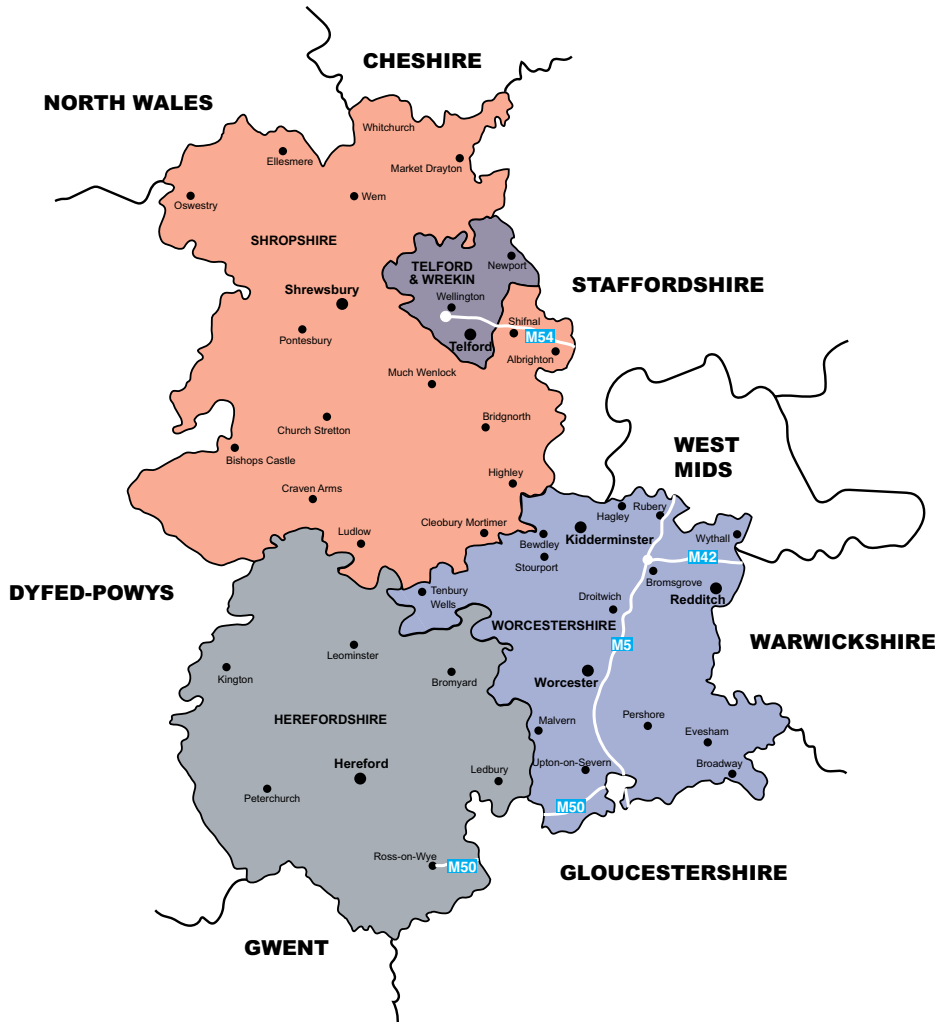 CHESHIRE
NORTH WALES
Whitchurch
Ellesmere
Market Drayton
Oswestry
Wem
SHROPSHIRE
TELFORD
& WREKIN
Newport
STAFFORDSHIRE
Shrewsbury
Wellington
Shifnal
M54
Pontesbury
Telford
Albrighton
Much Wenlock
Bridgnorth
Church Stretton
WEST
MIDS
Bishops Castle
Highley
Craven Arms
Hagley
Rubery
Cleobury Mortimer
Ludlow
Kidderminster
Wythall
Bewdley
Stourport
M42
DYFED-POWYS
Bromsgrove
Tenbury
Wells
Redditch
Droitwich
WORCESTERSHIRE
M5
WARWICKSHIRE
Leominster
Kington
Bromyard
Worcester
HEREFORDSHIRE
Malvern
Pershore
Evesham
Hereford
Upton-on-Severn
Broadway
Ledbury
Peterchurch
M50
Ross-on-Wye
M50
GLOUCESTERSHIRE
GWENT